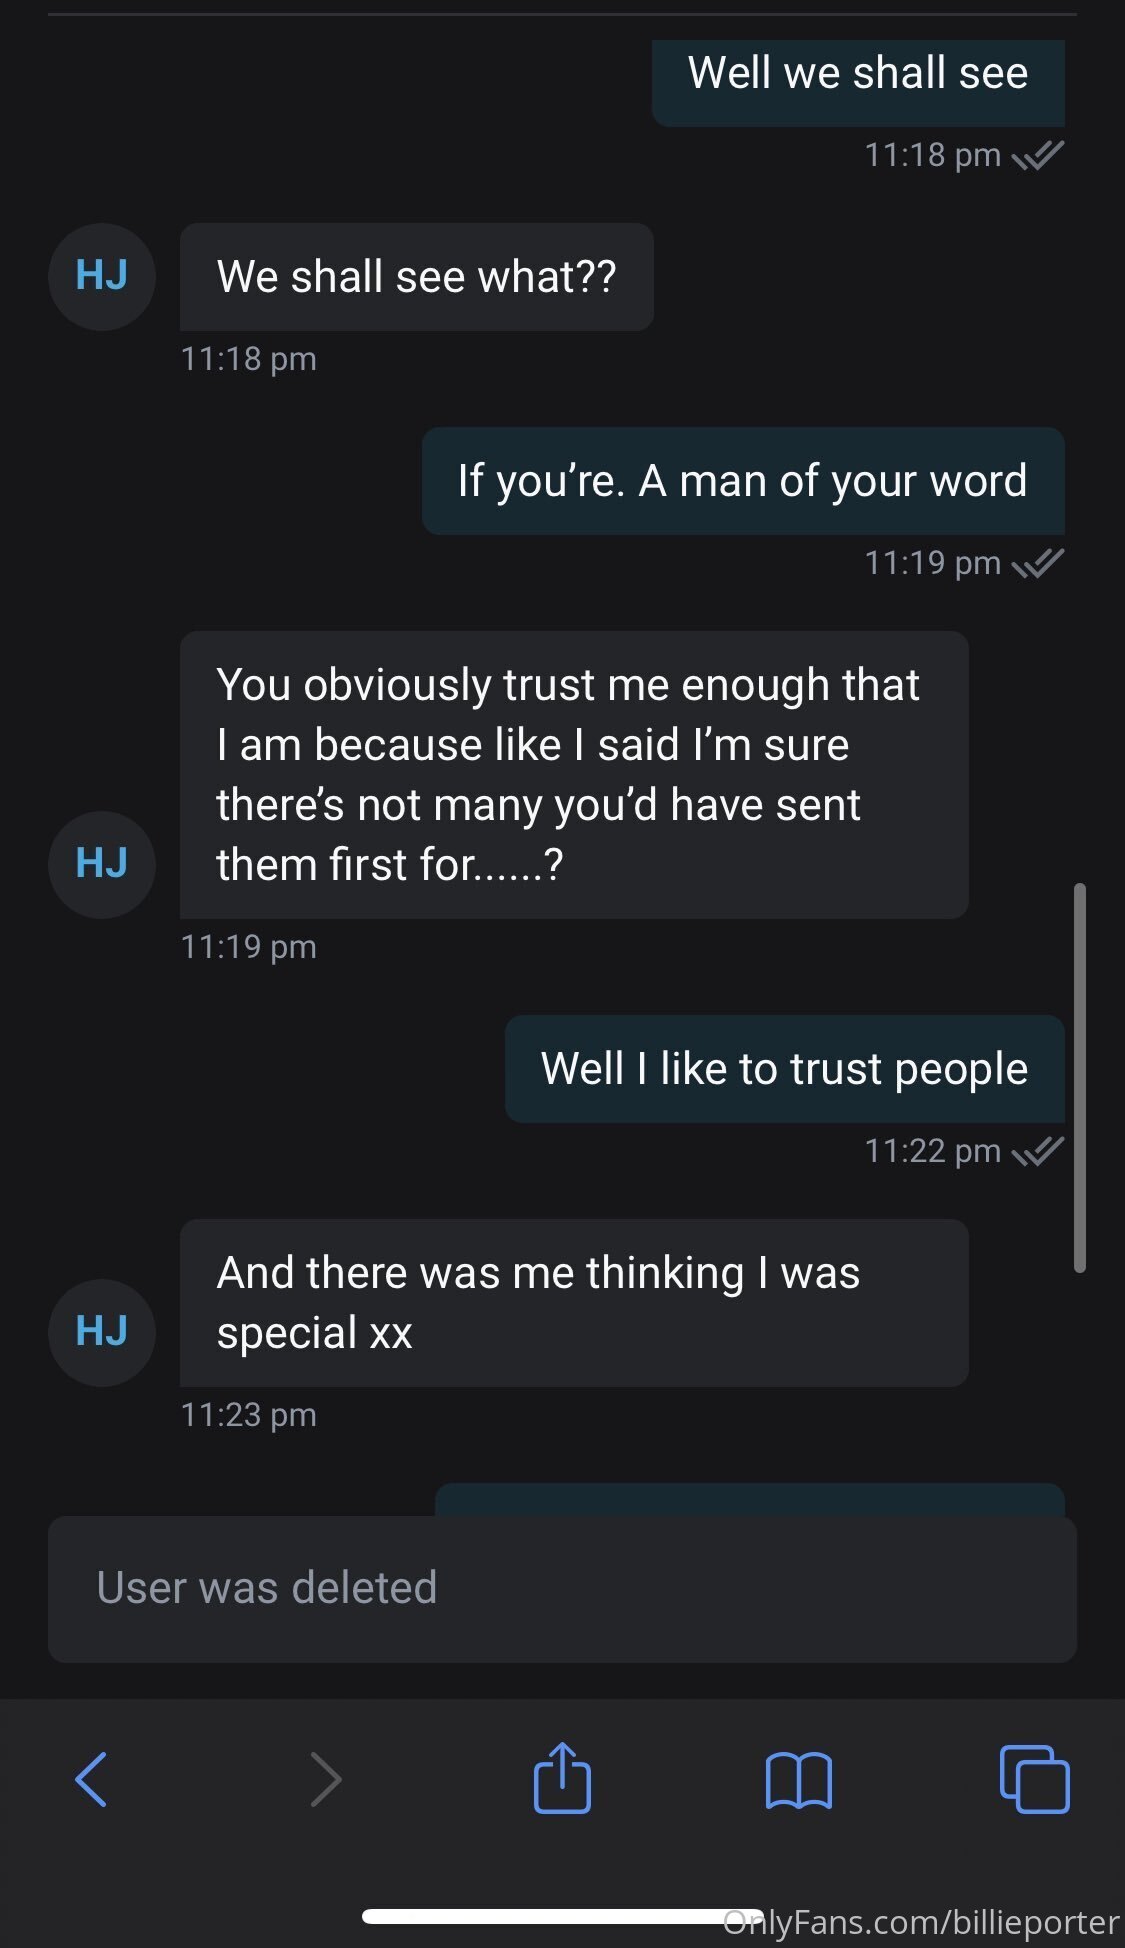 Well we shall see
11:18 pm
HJ
We shall see what??
11:18 pm
If you’re. A man of your word
11:19 pm
You obviously trust me enough that
I am because like I said I’m sure
there’s not many you’d have sent
them first for......?
HJ
11:19 pm
Well I like to trust people
11:22 pm
And there was me thinking I was
special xx
HJ
11:23 pm
User was deleted
OnlyFans.com/billieporter